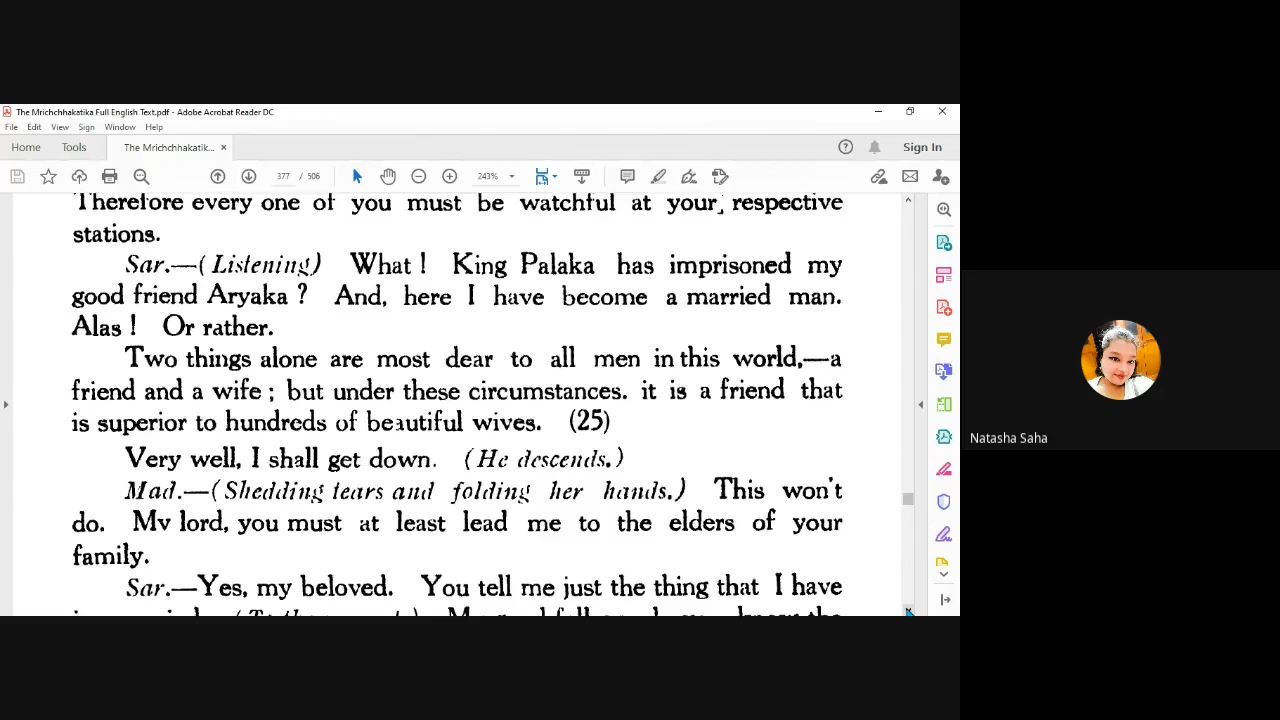 The Mrichchhakatika Full English Text.pdf - Adobe Acrobat Reader DC
File Edit View Sign Window Help
Home Tools The Mrichchhakatik... × Sign In
377 / 506 243%
Therefore every one of you must be watchful at your respective
stations.
Sar.—(Listening) What! King Palaka has imprisoned my
good friend Aryaka? And, here I have become a married man.
Alas! Or rather.
Two things alone are most dear to all men in this world,—a
friend and a wife; but under these circumstances. it is a friend that
is superior to hundreds of beautiful wives. (25)
Very well, I shall get down. (He descends.)
Mad.—(Shedding tears and folding her hands.) This won't
do. My lord, you must at least lead me to the elders of your
family.
Sar.—Yes, my beloved. You tell me just the thing that I have
Natasha Saha